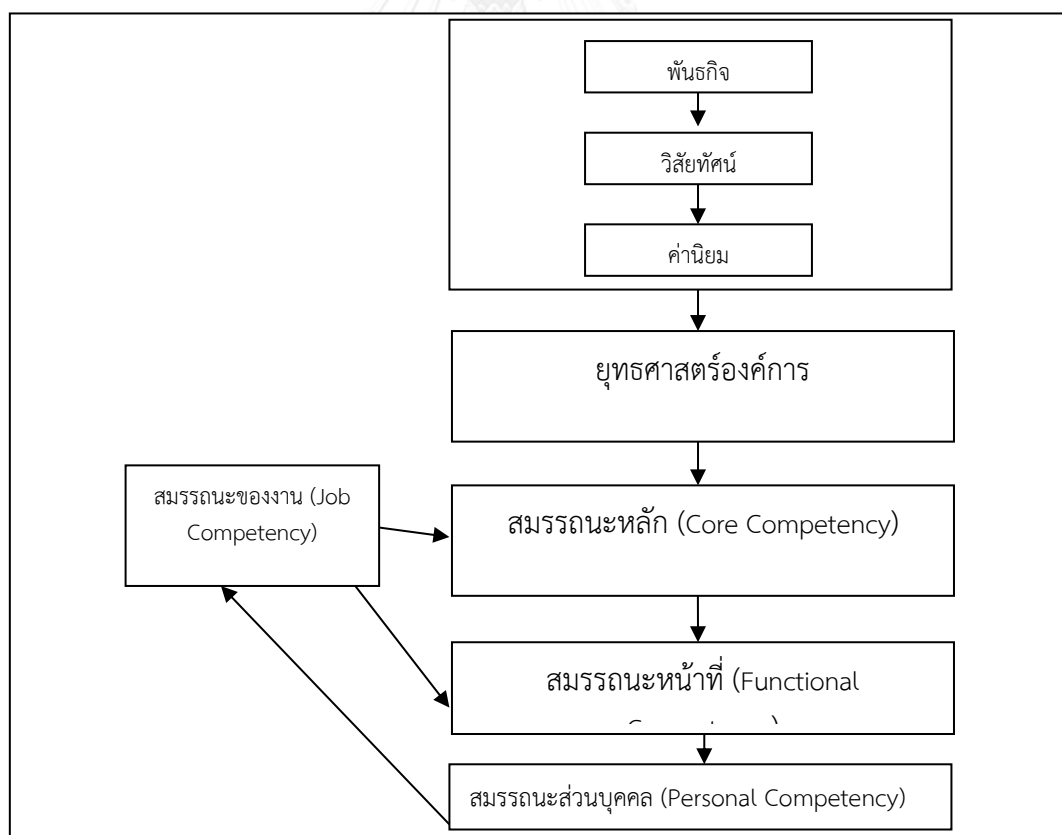 พันธกิจ
วิสัยทัศน์
ค่านิยม
ยุทธศาสตร์องค์การ
สมรรถนะของงาน (Job
Competency)
สมรรถนะหลัก (Core Competency)
สมรรถนะหน้าที่ (Functional
สมรรถนะส่วนบุคคล (Personal Competency)